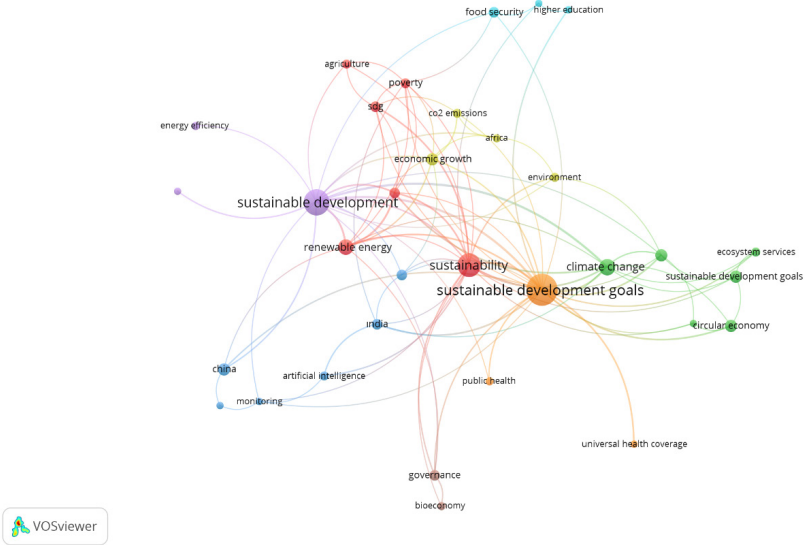 food security
higher education
agriculture
poverty
sdg
co2 emissions
energy efficiency
africa
economic growth
environment
sustainable development
renewable energy
ecosystem services
sustainability
climate change
sustainable development goals
sustainable development goals
india
circular economy
china
artificial intelligence
public health
monitoring
universal health coverage
governance
bioeconomy
VOSviewer